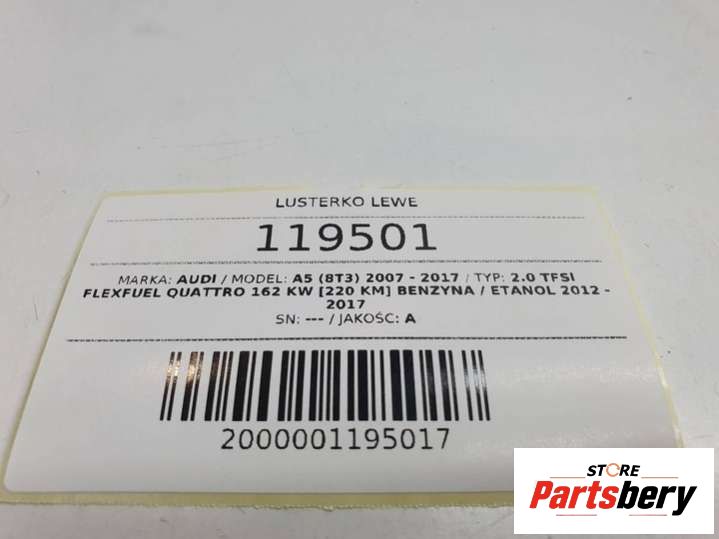 LUSTERKO LEWE
119501
MARKA: AUDI / MODEL: A5 (8T3) 2007 - 2017 / TYP: 2.0 TFSI
FLEXFUEL QUATTRO 162 KW [220 KM] BENZYNA / ETANOL 2012 -
2017
SN: --- / JAKOŚĆ: A
2000001195017
STORE
Partsbery